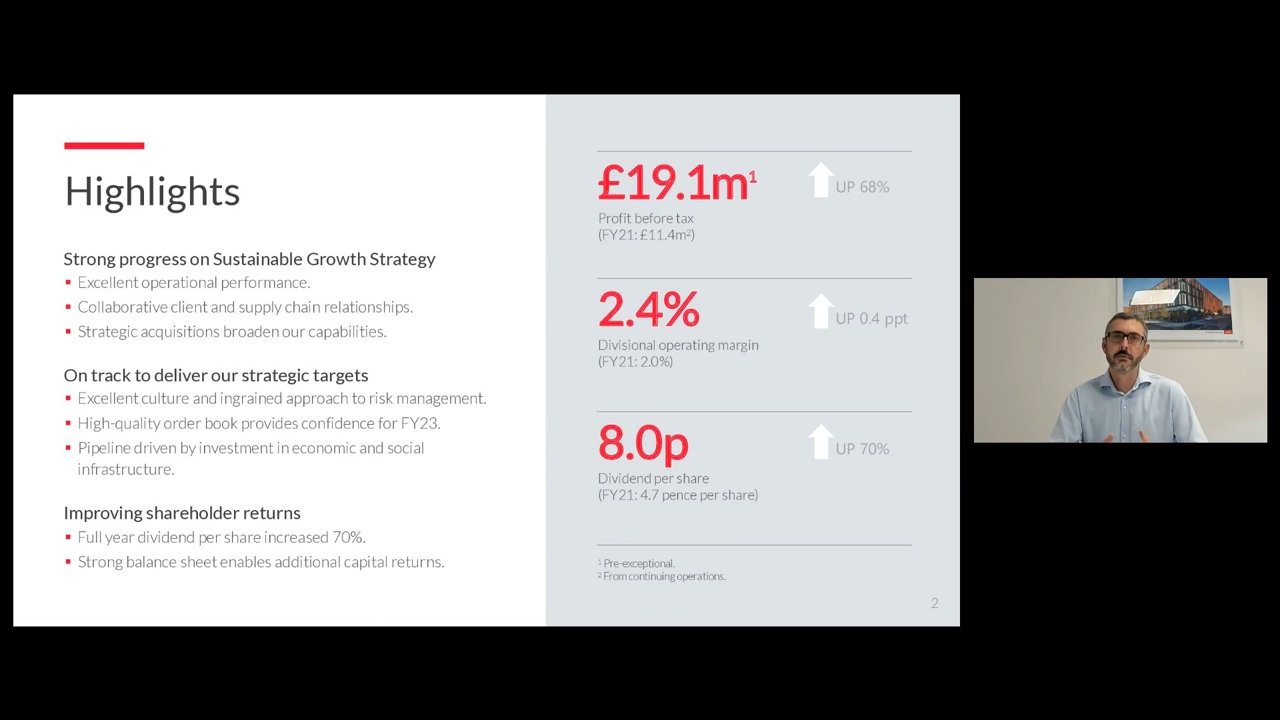 Highlights
Strong progress on Sustainable Growth Strategy
▪ Excellent operational performance.
▪ Collaborative client and supply chain relationships.
▪ Strategic acquisitions broaden our capabilities.
On track to deliver our strategic targets
▪ Excellent culture and ingrained approach to risk management.
▪ High-quality order book provides confidence for FY23.
▪ Pipeline driven by investment in economic and social
infrastructure.
Improving shareholder returns
▪ Full year dividend per share increased 70%.
▪ Strong balance sheet enables additional capital returns.
£19.1m¹
UP 68%
Profit before tax
(FY21: £11.4m²)
2.4%
UP 0.4 ppt
Divisional operating margin
(FY21: 2.0%)
8.0p
UP 70%
Dividend per share
(FY21: 4.7 pence per share)
¹ Pre-exceptional.
² From continuing operations.
2